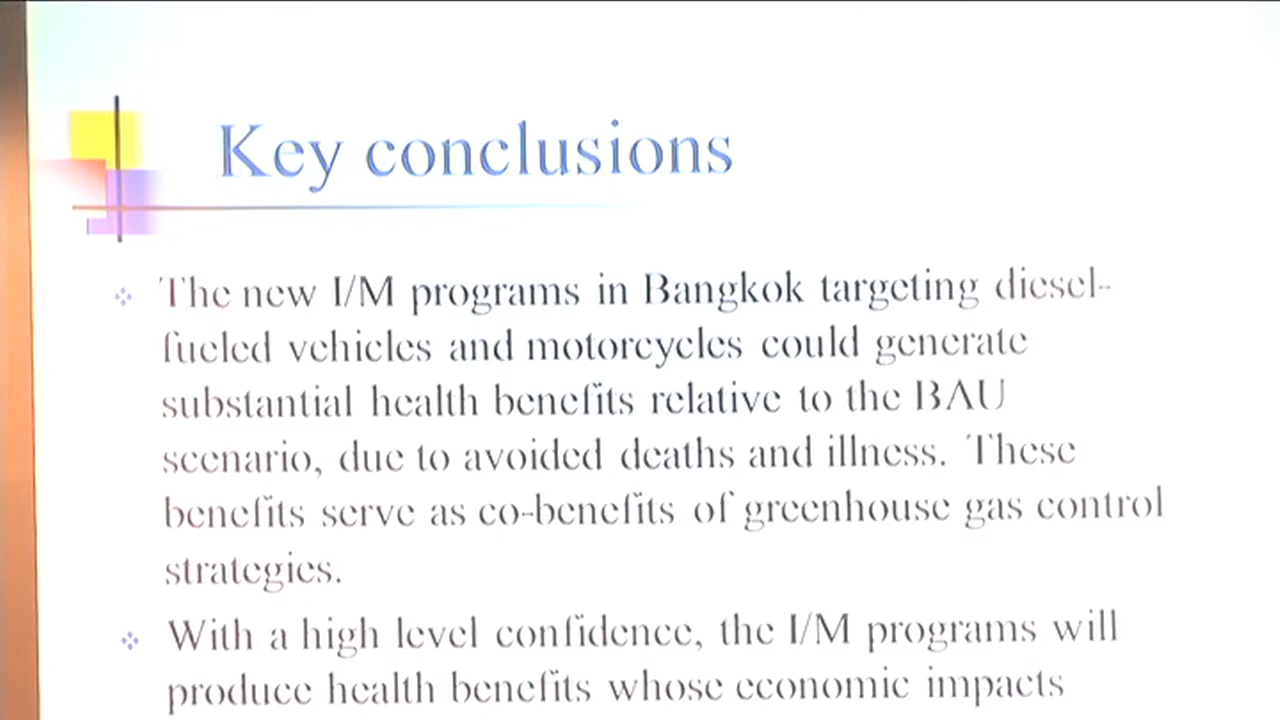 Key conclusions
The new I/M programs in Bangkok targeting diesel-
fueled vehicles and motorcycles could generate
substantial health benefits relative to the BAU
scenario, due to avoided deaths and illness. These
benefits serve as co-benefits of greenhouse gas control
strategies.
With a high level confidence, the I/M programs will
produce health benefits whose economic impacts